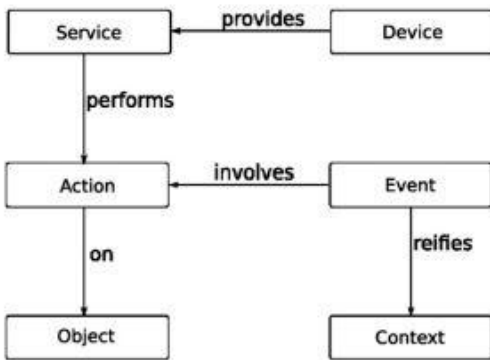 provides
Service
Device
performs
involves
Action
Event
on
reifies
Object
Context